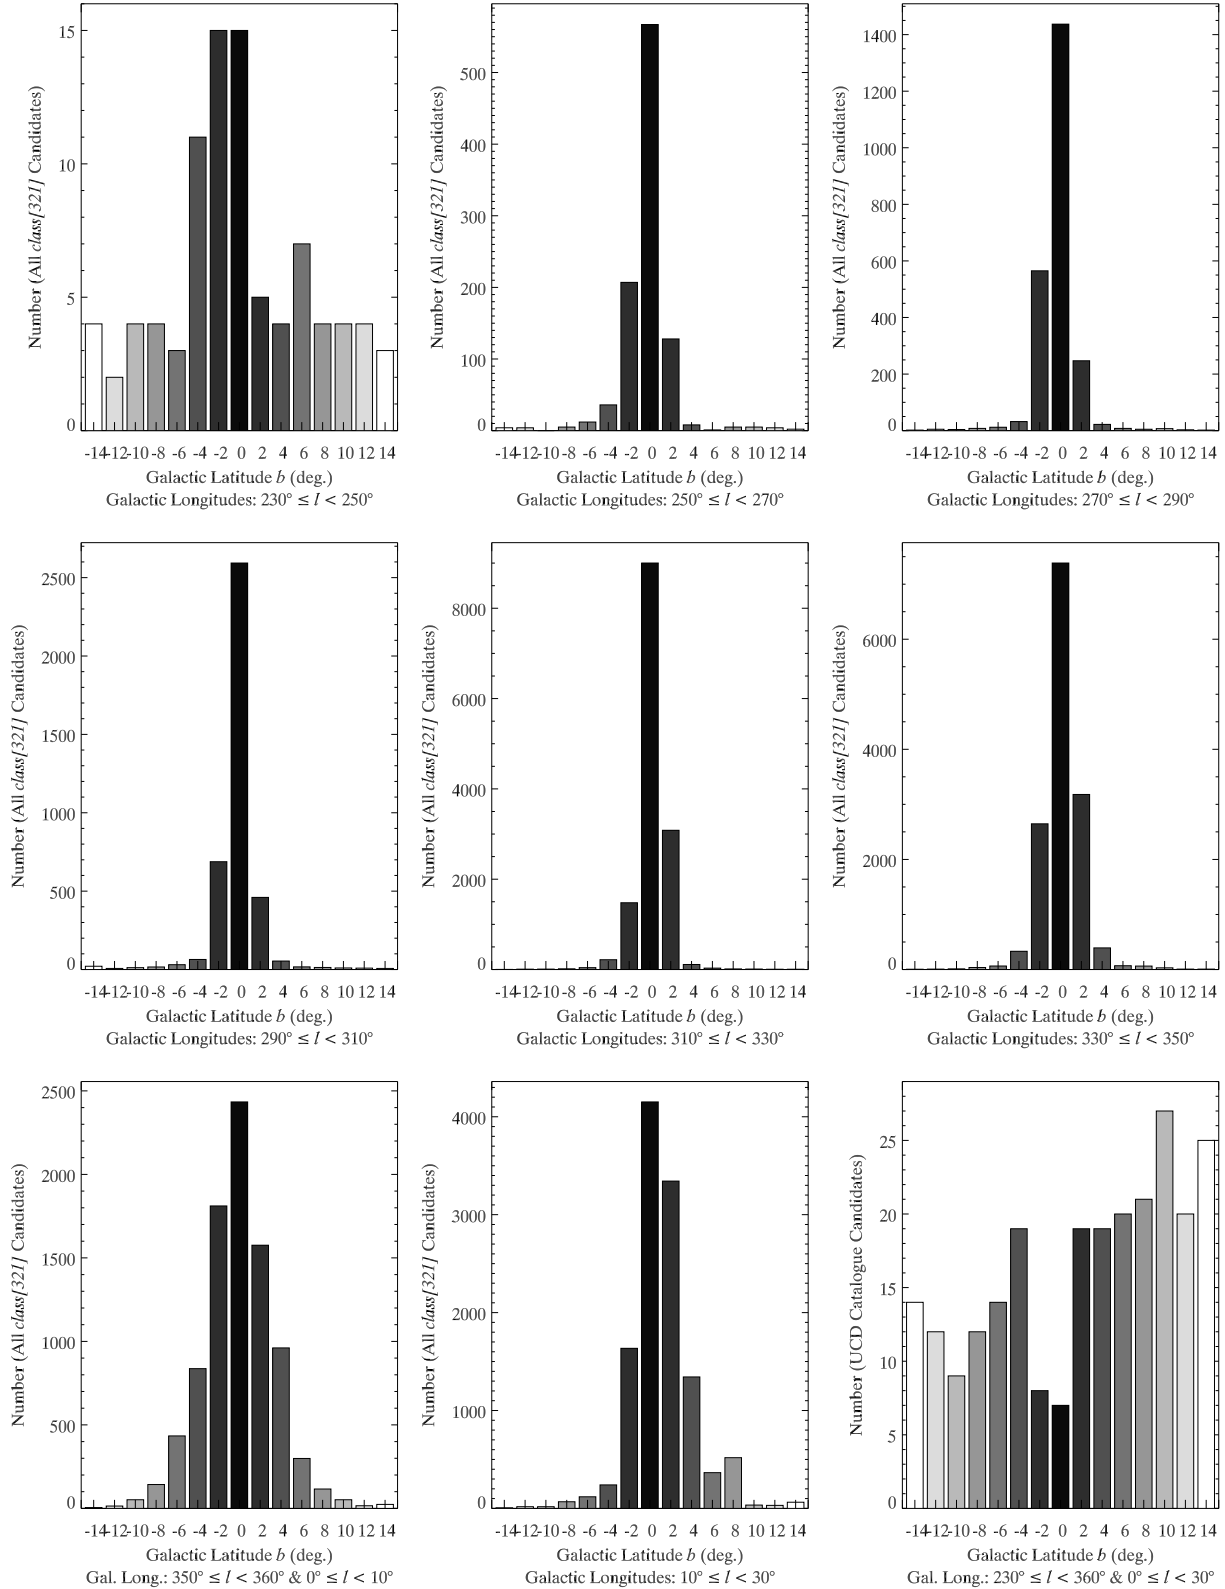 15
10
5
0
Number (All class[321] Candidates)
-14 -12 -10 -8 -6 -4 -2 0 2 4 6 8 10 12 14
Galactic Latitude b (deg.)
Galactic Longitudes: 230° ≤ l < 250°
500
400
300
200
100
0
Number (All class[321] Candidates)
-14 -12 -10 -8 -6 -4 -2 0 2 4 6 8 10 12 14
Galactic Latitude b (deg.)
Galactic Longitudes: 250° ≤ l < 270°
1400
1200
1000
800
600
400
200
0
Number (All class[321] Candidates)
-14 -12 -10 -8 -6 -4 -2 0 2 4 6 8 10 12 14
Galactic Latitude b (deg.)
Galactic Longitudes: 270° ≤ l < 290°
2500
2000
1500
1000
500
0
Number (All class[321] Candidates)
-14 -12 -10 -8 -6 -4 -2 0 2 4 6 8 10 12 14
Galactic Latitude b (deg.)
Galactic Longitudes: 290° ≤ l < 310°
8000
6000
4000
2000
0
Number (All class[321] Candidates)
-14 -12 -10 -8 -6 -4 -2 0 2 4 6 8 10 12 14
Galactic Latitude b (deg.)
Galactic Longitudes: 310° ≤ l < 330°
6000
4000
2000
0
Number (All class[321] Candidates)
-14 -12 -10 -8 -6 -4 -2 0 2 4 6 8 10 12 14
Galactic Latitude b (deg.)
Galactic Longitudes: 330° ≤ l < 350°
2500
2000
1500
1000
500
0
Number (All class[321] Candidates)
-14 -12 -10 -8 -6 -4 -2 0 2 4 6 8 10 12 14
Galactic Latitude b (deg.)
Gal. Long.: 350° ≤ l < 360° & 0° ≤ l < 10°
4000
3000
2000
1000
0
Number (All class[321] Candidates)
-14 -12 -10 -8 -6 -4 -2 0 2 4 6 8 10 12 14
Galactic Latitude b (deg.)
Galactic Longitudes: 10° ≤ l < 30°
25
20
15
10
5
0
Number (UCD Catalogue Candidates)
-14 -12 -10 -8 -6 -4 -2 0 2 4 6 8 10 12 14
Galactic Latitude b (deg.)
Gal. Long.: 230° ≤ l < 360° & 0° ≤ l < 30°